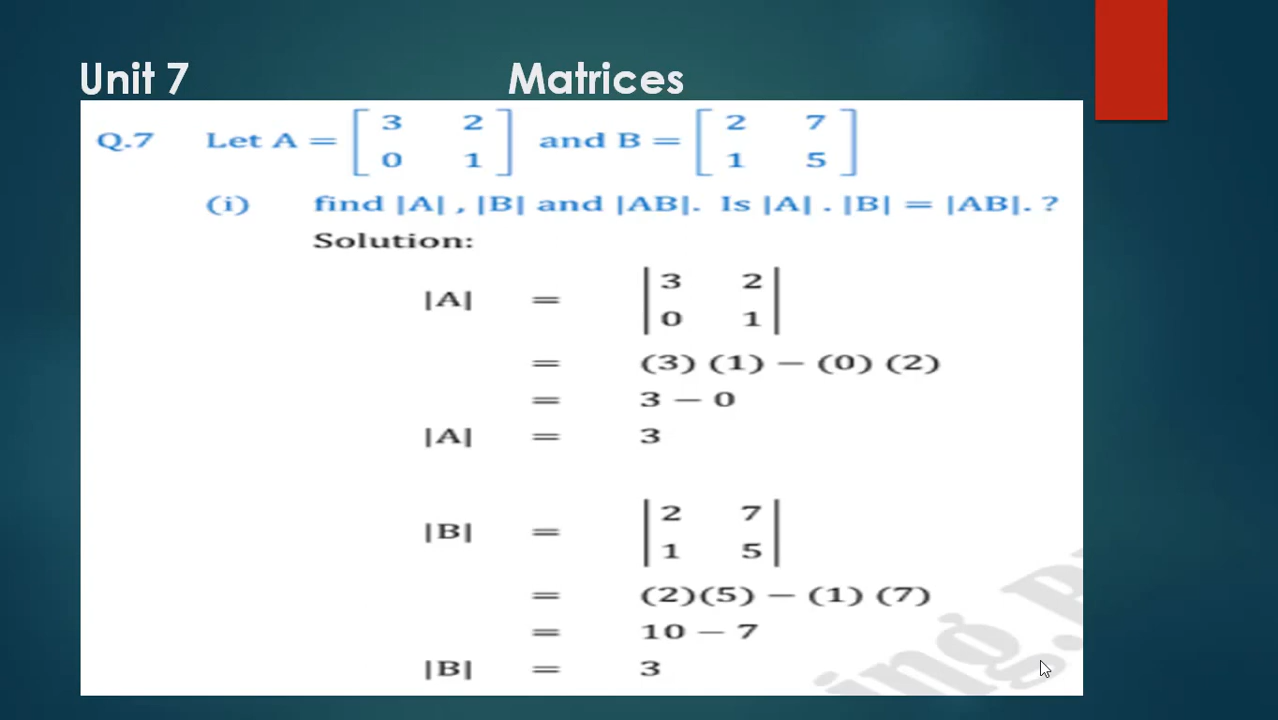 Unit 7 Matrices
Q.7 Let A = [ 3 2 ] and B = [ 2 7 ]
0 1 1 5
(i) find |A| , |B| and |AB|. Is |A| . |B| = |AB|. ?
Solution:
|A| = | 3 2 |
0 1
= (3) (1) − (0) (2)
= 3 − 0
|A| = 3
|B| = | 2 7 |
1 5
= (2)(5) − (1) (7)
= 10 − 7
|B| = 3
ing.P